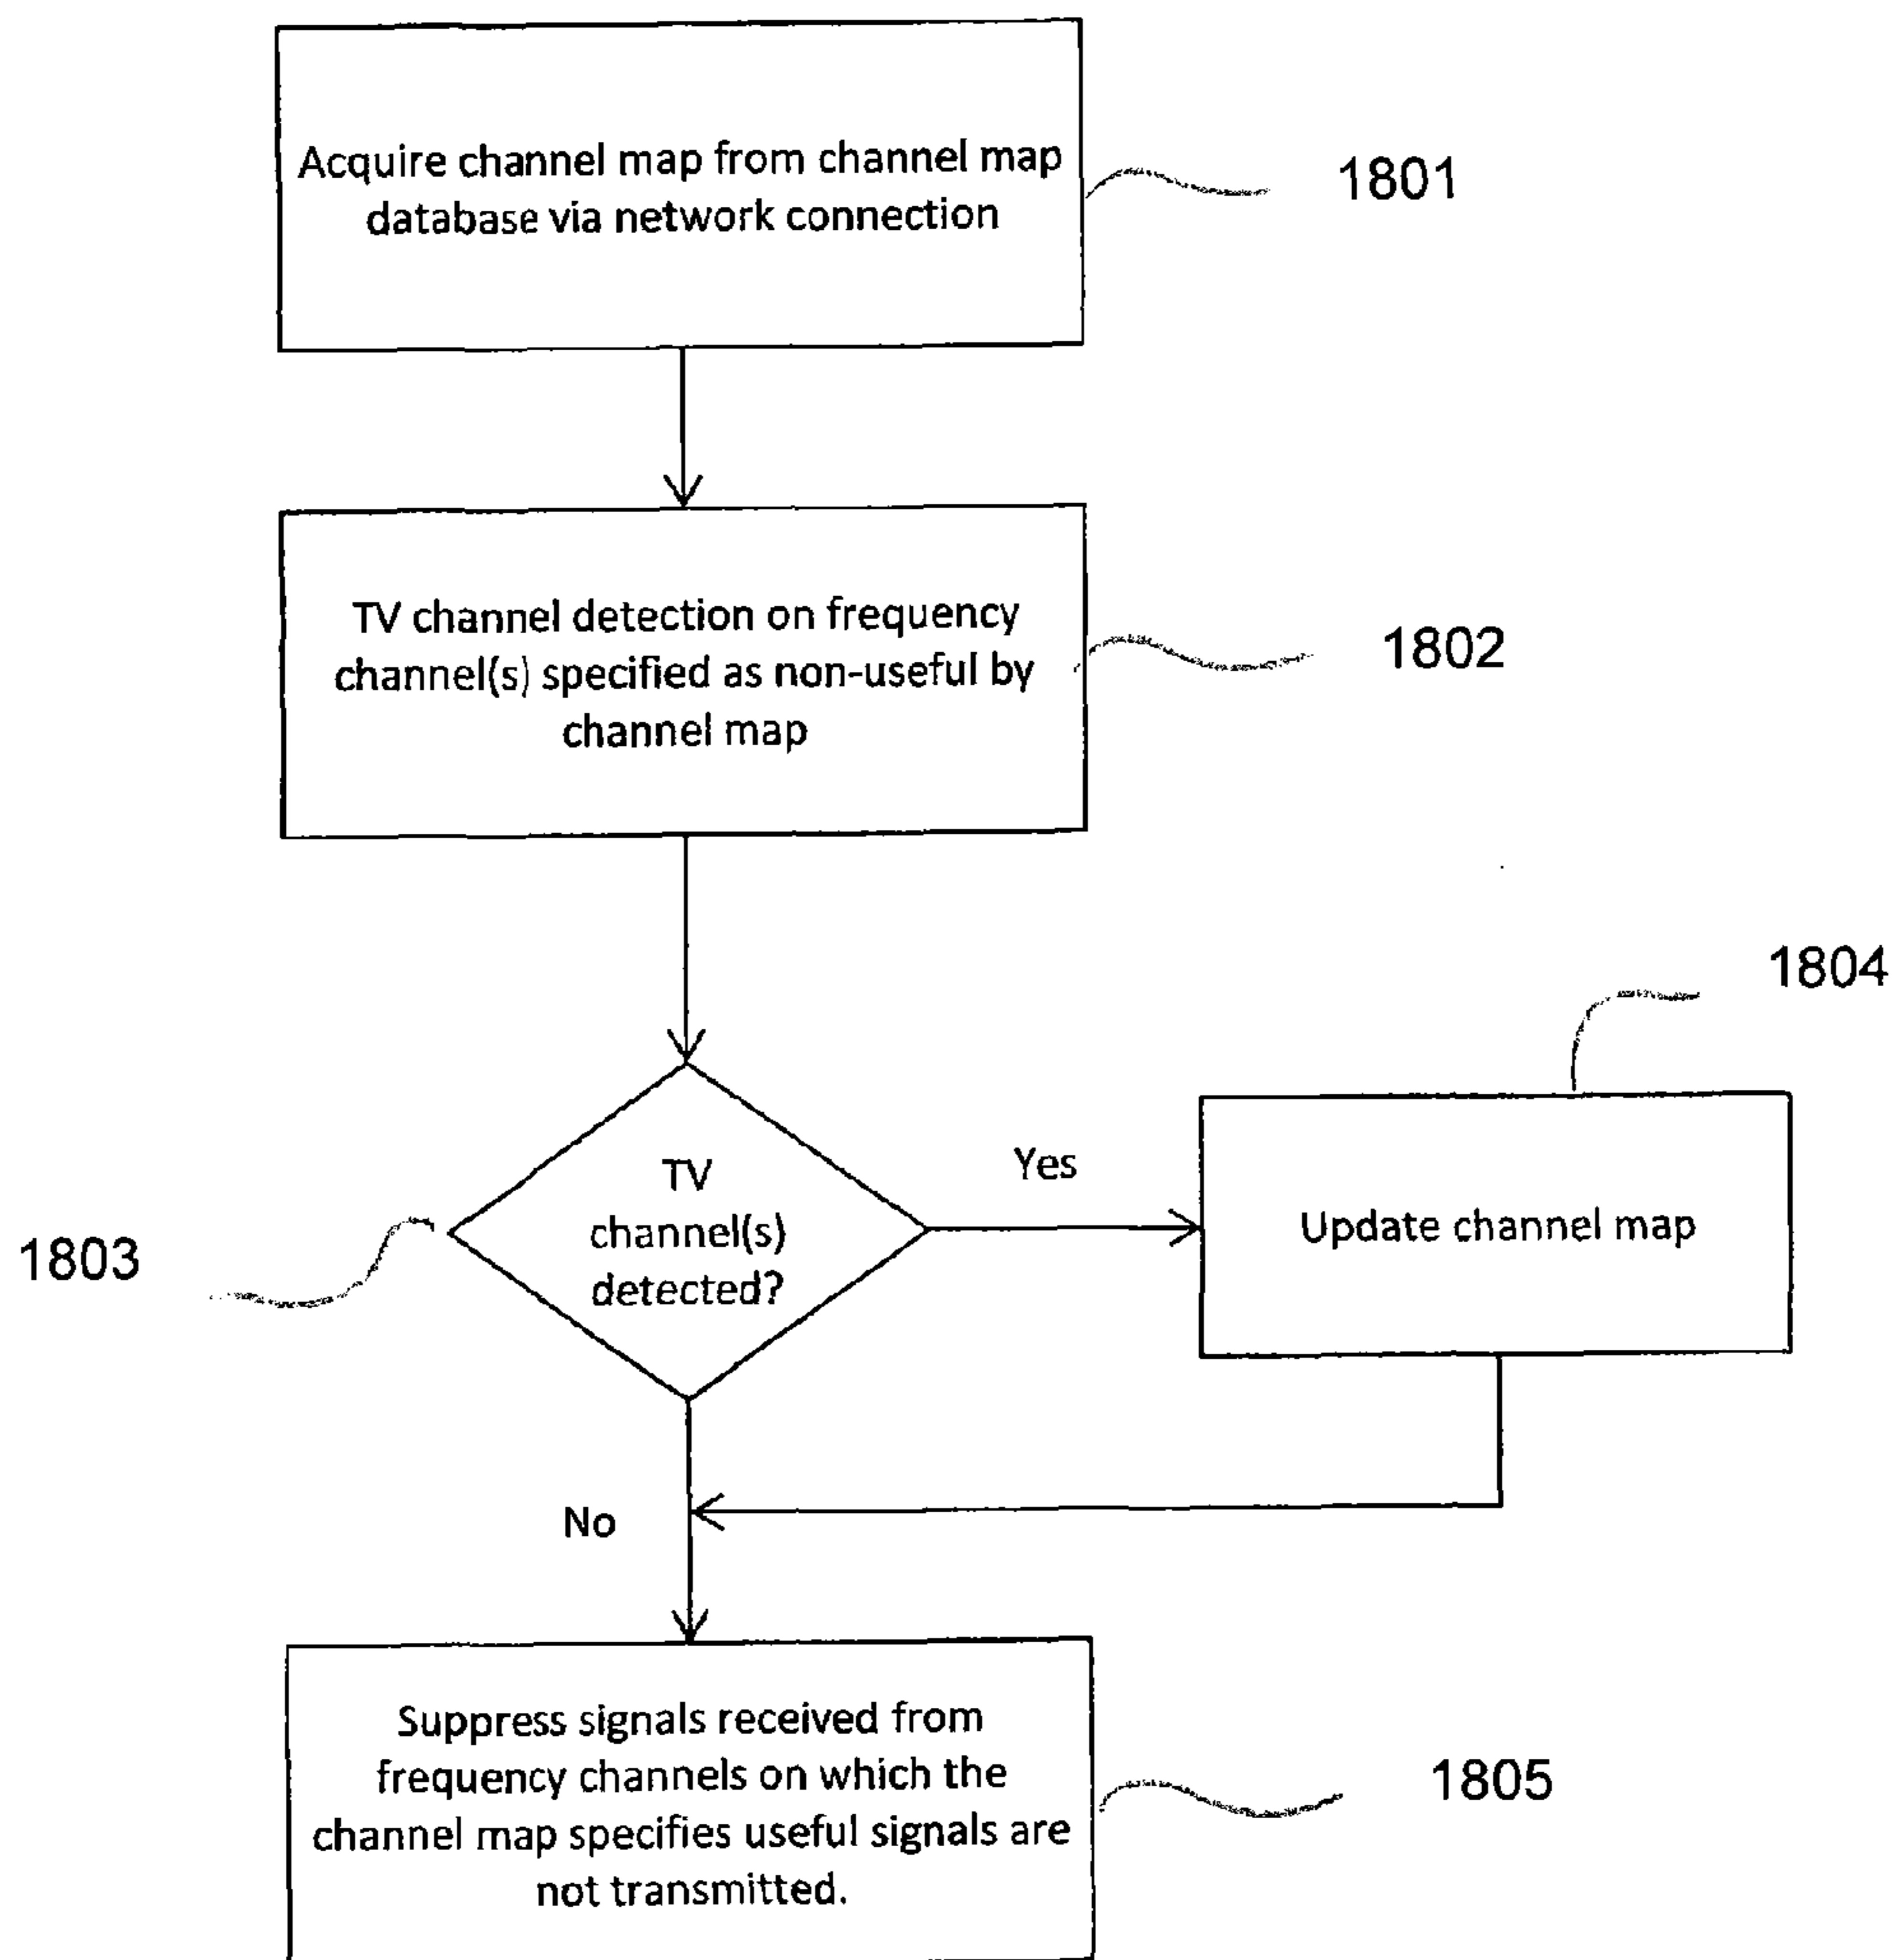 Acquire channel map from channel map
database via network connection
1801
TV channel detection on frequency
channel(s) specified as non-useful by
channel map
1802
1804
TV
channel(s)
detected?
Yes
Update channel map
1803
No
Suppress signals received from
frequency channels on which the
channel map specifies useful signals are
not transmitted.
1805